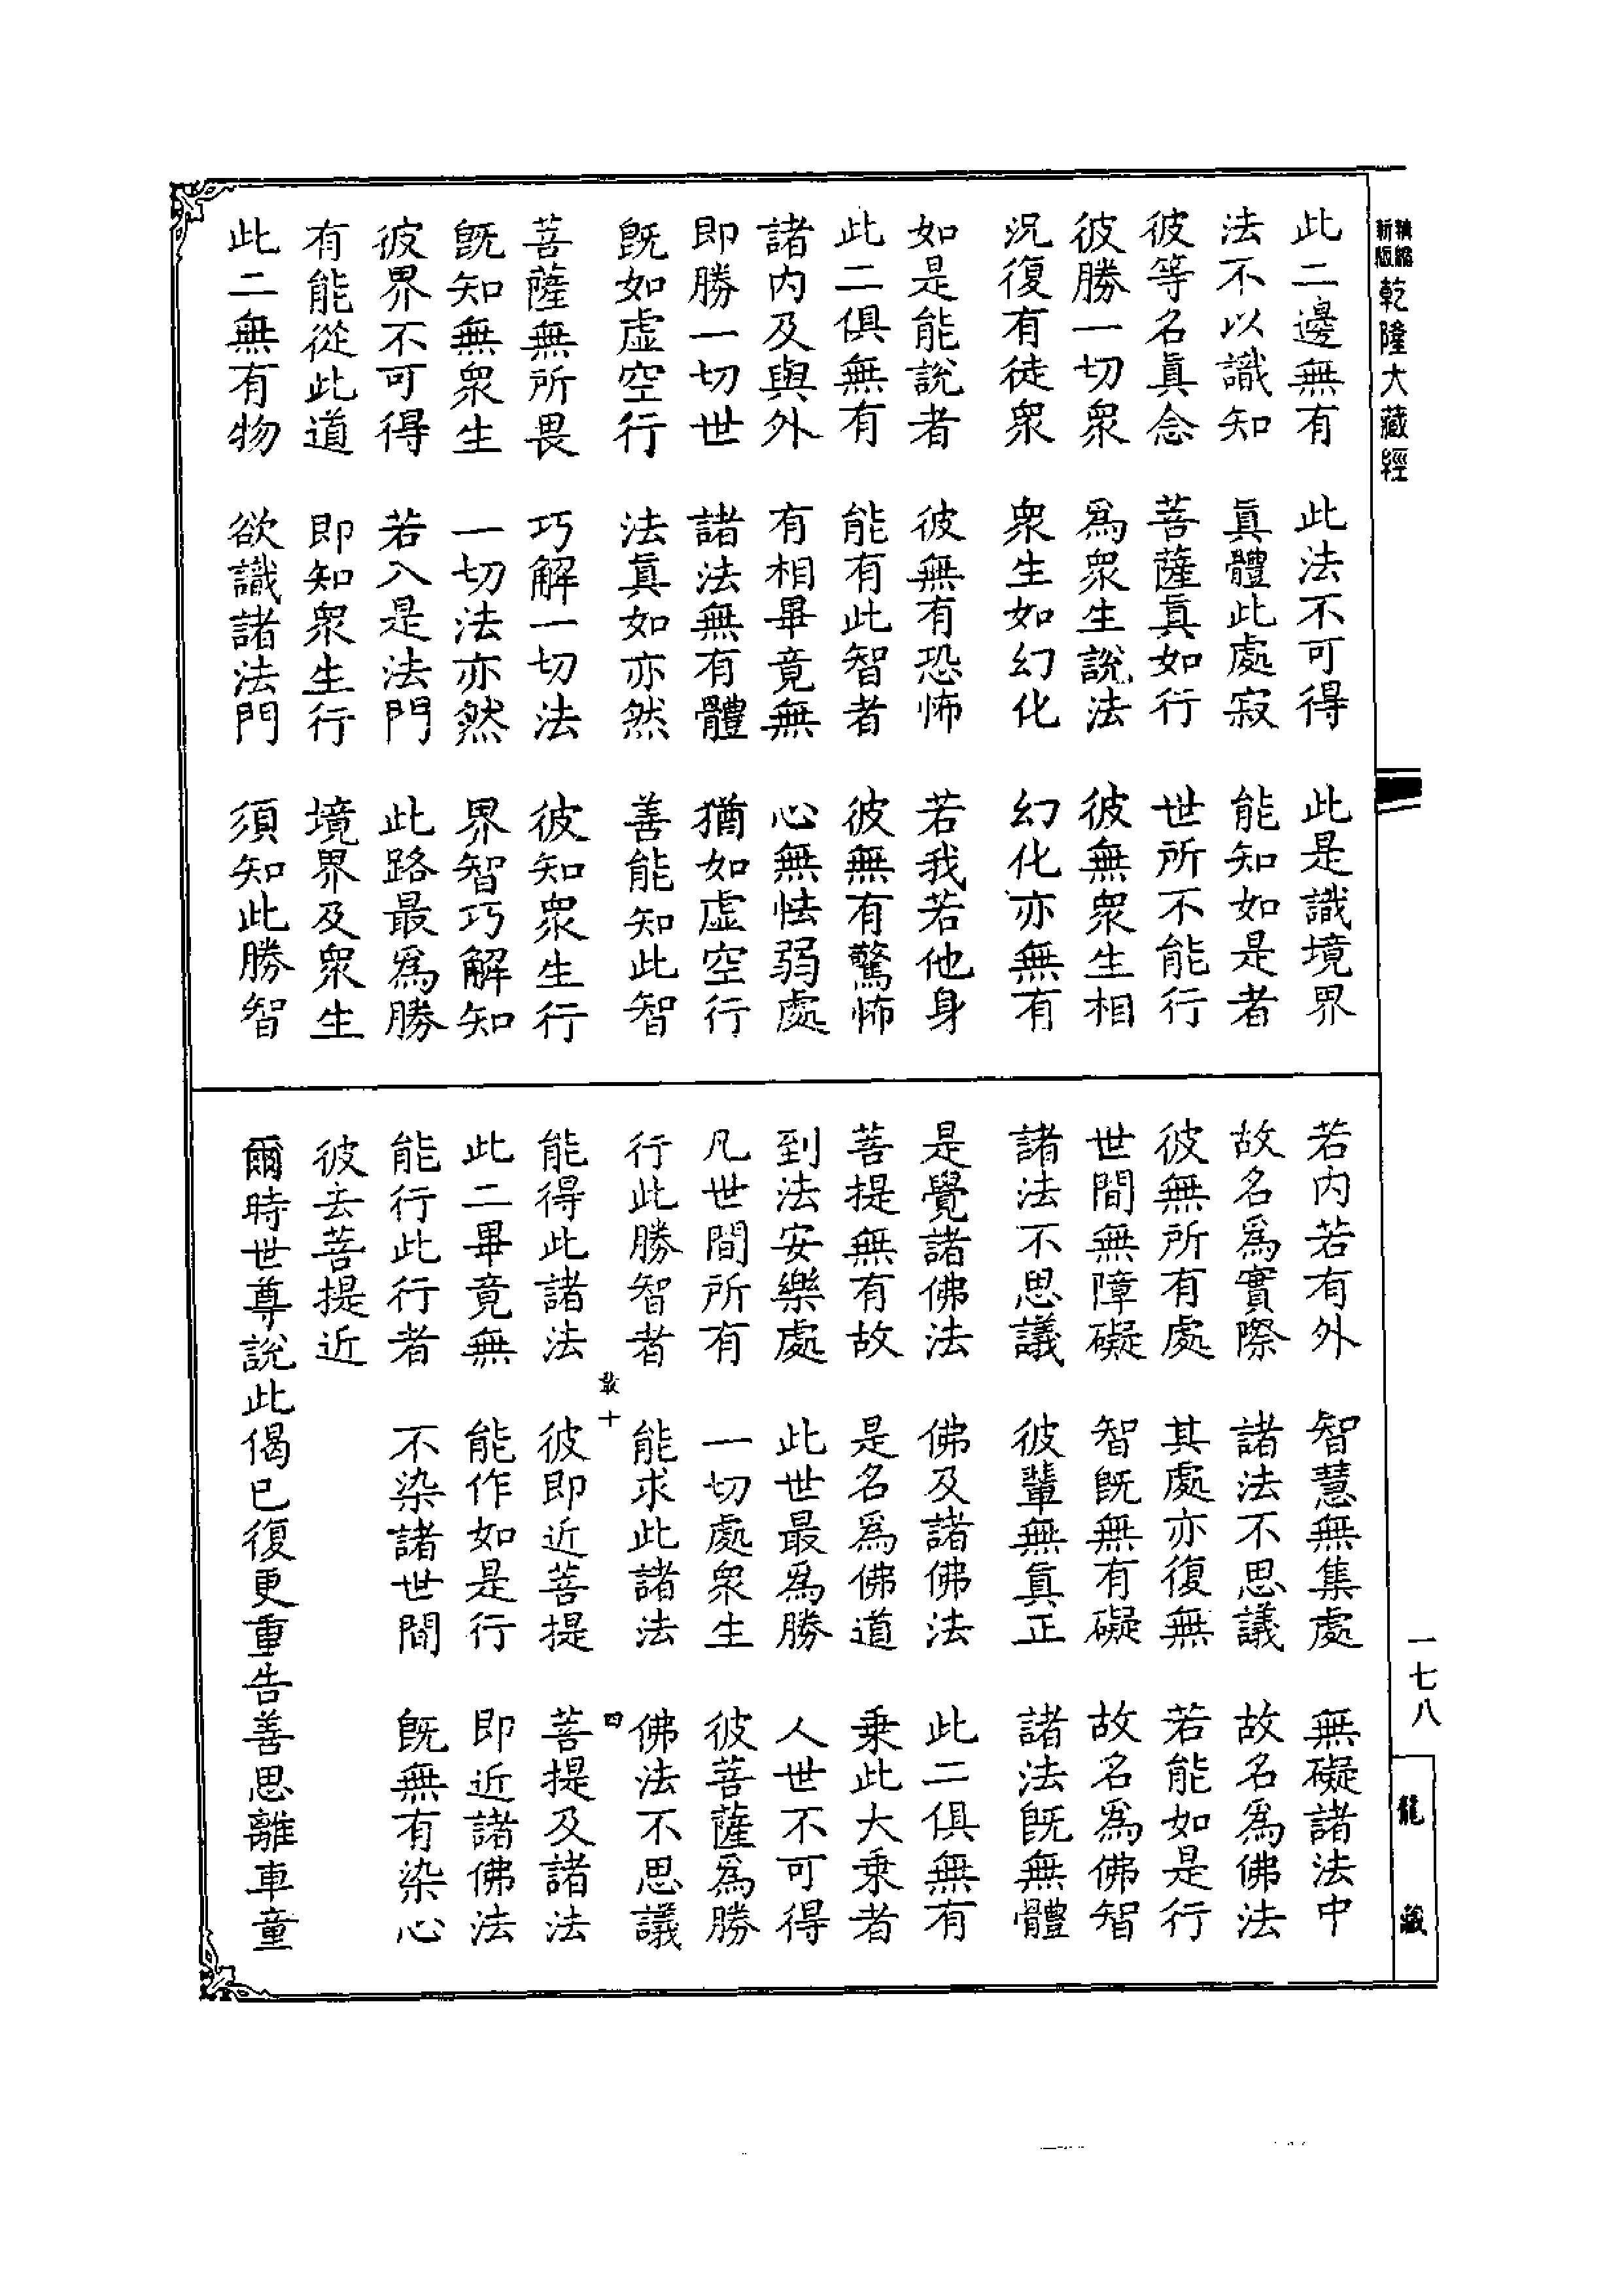 精縮
新版
乾隆大藏經
此二邊無有　此法不可得　此是識境界
法不以識知　眞體此處寂　能知如是者
彼等名眞念　菩薩眞如行　世所不能行
彼勝一切衆　爲衆生說法　彼無衆生相
況復有徒衆　衆生如幻化　幻化亦無有
如是能說者　彼無有恐怖　若我若他身
此二俱無有　能有此智者　彼無有驚怖
諸內及與外　有相畢竟無　心無怯弱處
即勝一切世　諸法無有體　猶如虛空行
旣如虛空行　法眞如亦然　善能知此智
菩薩無所畏　巧解一切法　彼知衆生行
旣知無衆生　一切法亦然　界智巧解知
彼界不可得　若入是法門　此路最爲勝
有能從此道　即知衆生行　境界及衆生
此二無有物　欲識諸法門　須知此勝智
若內若有外　智慧無集處　無礙諸法中
故名爲實際　諸法不思議　故名爲佛法
彼無所有處　其處亦復無　若能如是行
世間無障礙　智旣無有礙　故名爲佛智
諸法不思議　彼輩無眞正　諸法旣無體
是覺諸佛法　佛及諸佛法　此二俱無有
菩提無有故　是名爲佛道　乗此大乗者
到法安樂處　此世最爲勝　人世不可得
凡世間所有　一切處衆生　彼菩薩爲勝
行此勝智者　能求此諸法　佛法不思議
十　四
能得此諸法　彼即近菩提　菩提及諸法
此二畢竟無　能作如是行　即近諸佛法
能行此行者　不染諸世間　旣無有染心
彼去菩提近
爾時世尊說此偈已復更重告善思離車童
一七八
龍藏